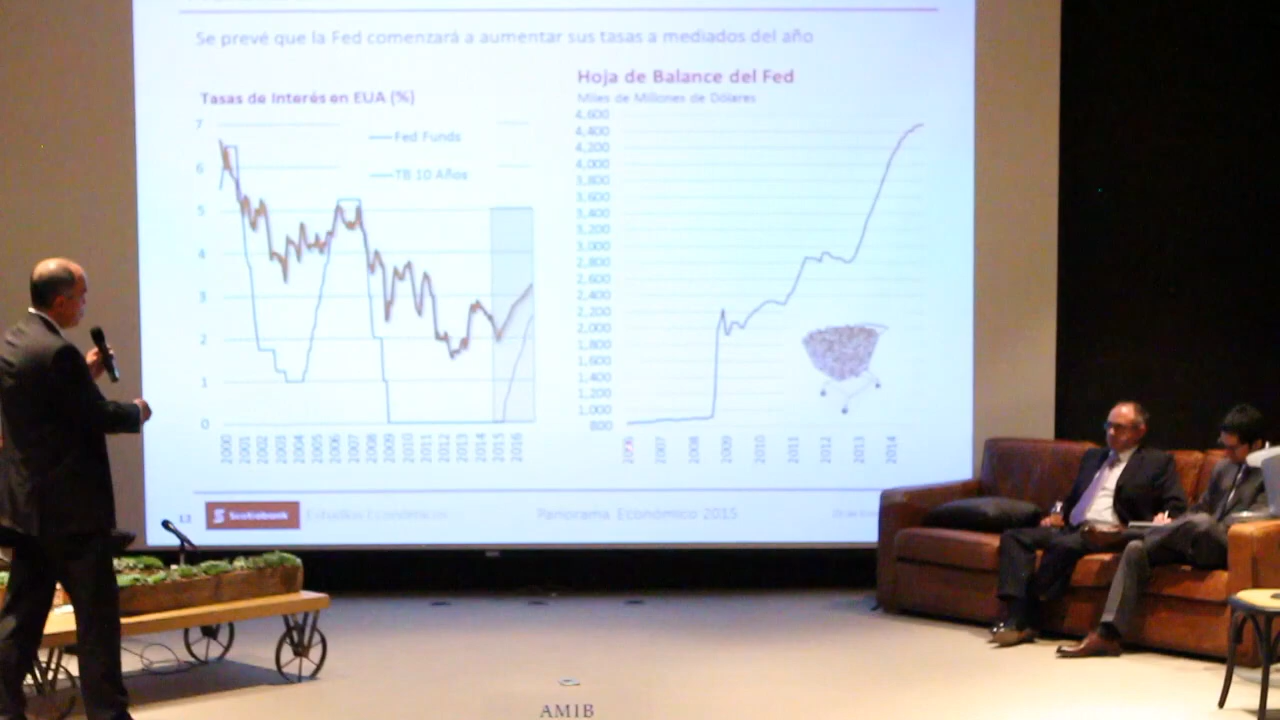 Se prevé que la Fed comenzará a aumentar sus tasas a mediados del año
Tasas de Interés en EUA (%)
7
6
5
4
3
2
1
0
Fed Funds
TB 10 Años
2000 2001 2002 2003 2004 2005 2006 2007 2008 2009 2010 2011 2012 2013 2014 2015 2016
Hoja de Balance del Fed
Miles de Millones de Dólares
4,600
4,400
4,200
4,000
3,800
3,600
3,400
3,200
3,000
2,800
2,600
2,400
2,200
2,000
1,800
1,600
1,400
1,200
1,000
800
2006 2007 2008 2009 2010 2011 2012 2013 2014
12
Scotiabank
Estudios Económicos
Panorama Económico 2015
AMIB